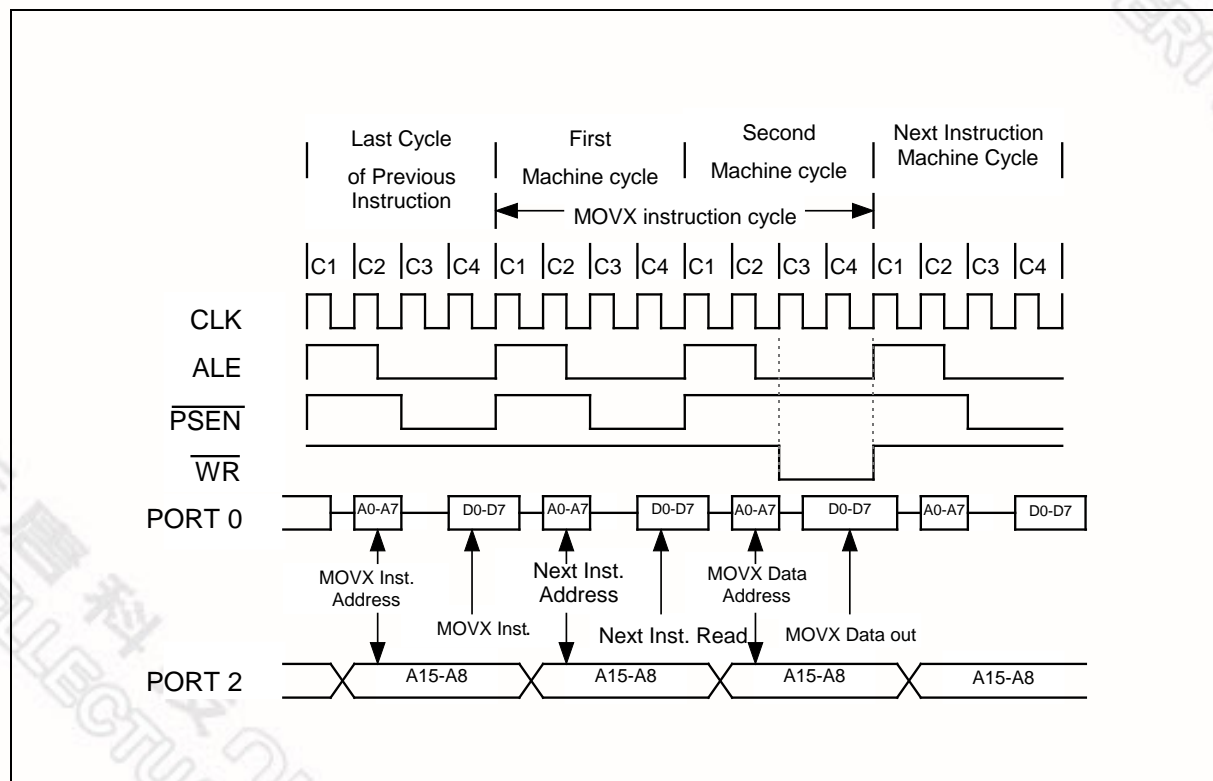 Last Cycle
of Previous
Instruction
First
Machine cycle
Second
Machine cycle
Next Instruction
Machine Cycle
MOVX instruction cycle
C1 C2 C3 C4 C1 C2 C3 C4 C1 C2 C3 C4 C1 C2 C3 C4
CLK
ALE
PSEN
WR
PORT 0
A0-A7 D0-D7 A0-A7 D0-D7 A0-A7 D0-D7 A0-A7 D0-D7
MOVX Inst.
Address
MOVX Inst.
Next Inst.
Address
Next Inst. Read
MOVX Data
Address
MOVX Data out
PORT 2
A15-A8 A15-A8 A15-A8 A15-A8